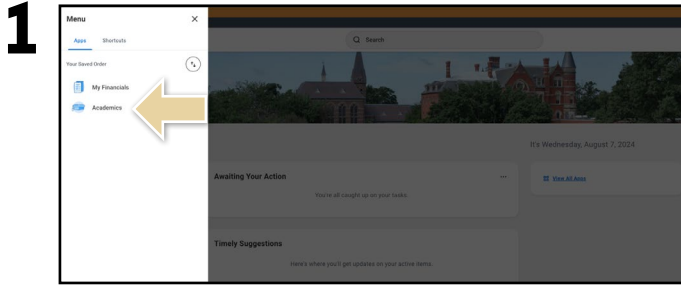 1
Menu
Apps Shortcuts
Your Saved Order
My Financials
Academics
Search
It's Wednesday, August 7, 2024
Awaiting Your Action
You're all caught up on your tasks.
View All Apps
Timely Suggestions
Here's where you'll get updates on your active items.